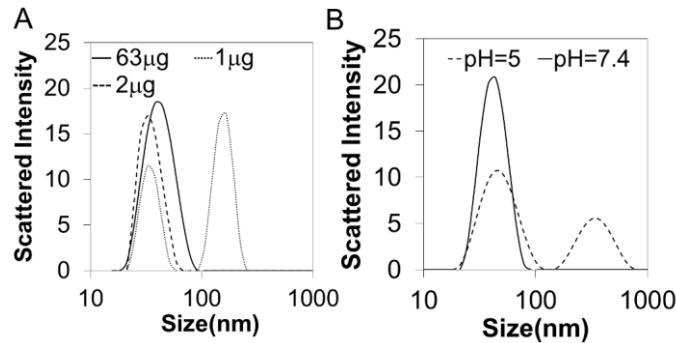 A
63μg 1μg
2μg
Scattered Intensity
25
20
15
10
5
0
10 100 1000
Size(nm)
B
pH=5 pH=7.4
Scattered Intensity
25
20
15
10
5
0
10 100 1000
Size(nm)